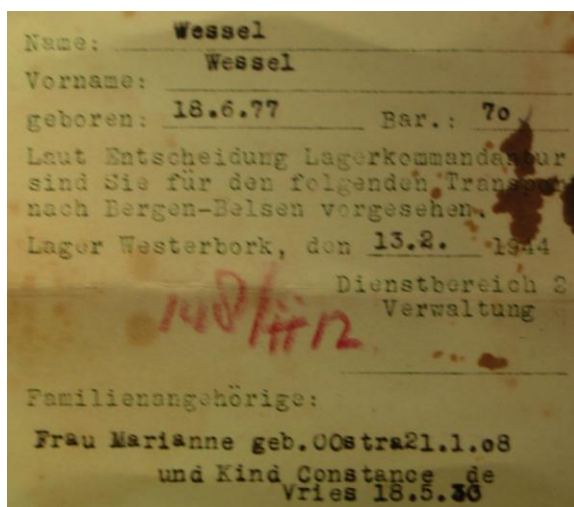 Name: Wessel
Vorname: Wessel
geboren: 18.6.77 Bar.: 7o
Laut Entscheidung Lagerkommandantur
sind Sie für den folgenden Transport
nach Bergen-Belsen vorgesehen.
Lager Westerbork, den 13.2. 1944
Dienstbereich 2
Verwaltung
Familienangehörige:
Frau Marianne geb.OOstra21.1.o8
und Kind Constance de
Vries 18.5.